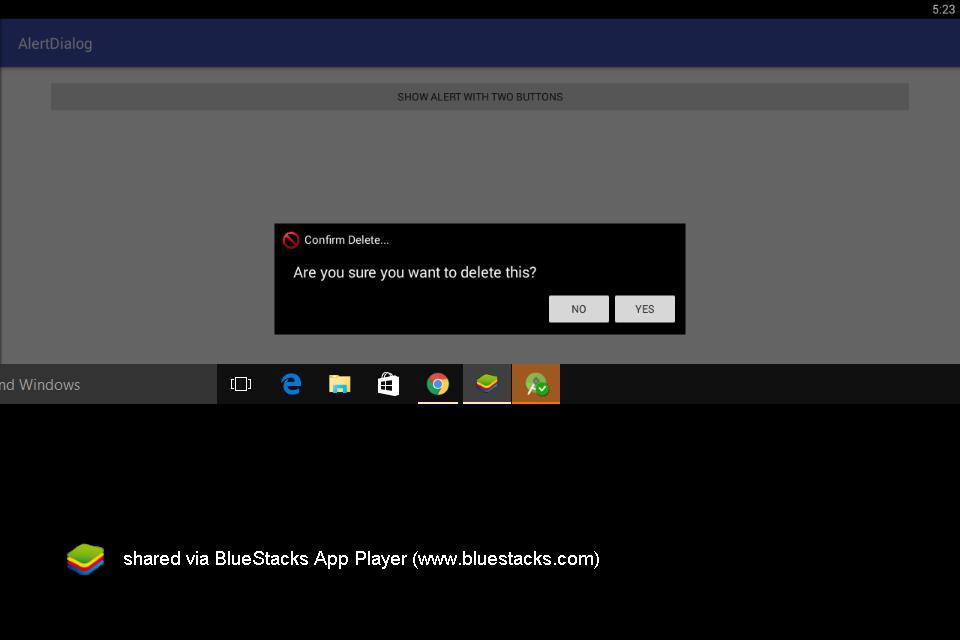 5:23
AlertDialog
SHOW ALERT WITH TWO BUTTONS
Confirm Delete...
Are you sure you want to delete this?
NO YES
nd Windows
shared via BlueStacks App Player (www.bluestacks.com)